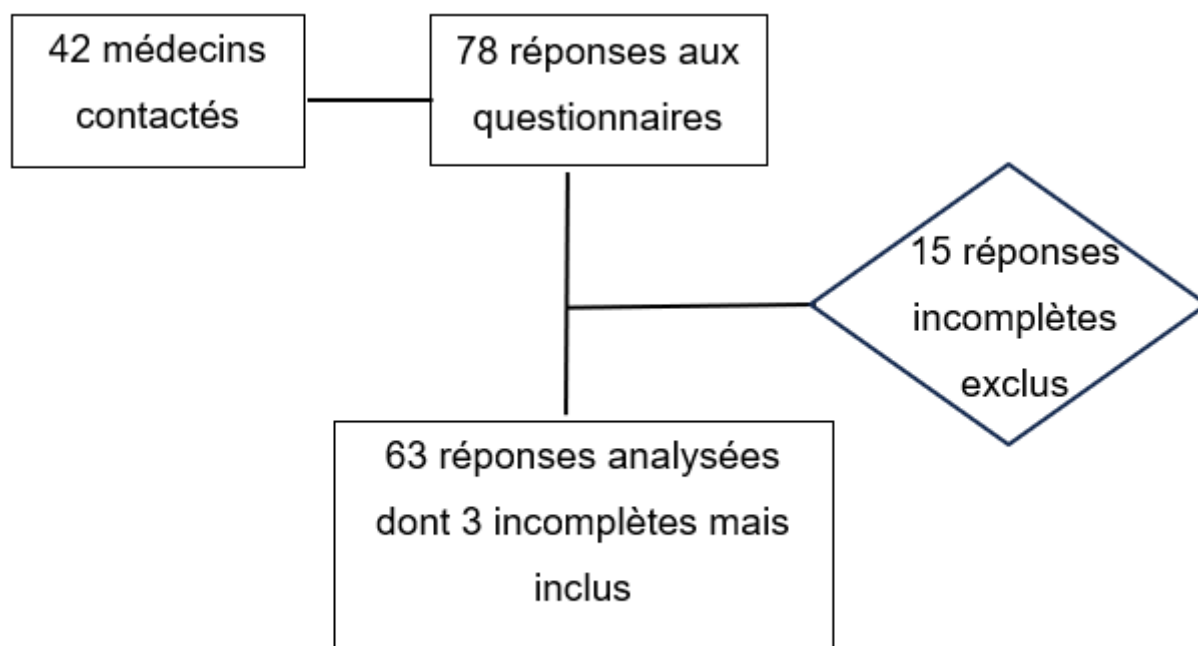 42 médecins
contactés
78 réponses aux
questionnaires
15 réponses
incomplètes
exclus
63 réponses analysées
dont 3 incomplètes mais
inclus